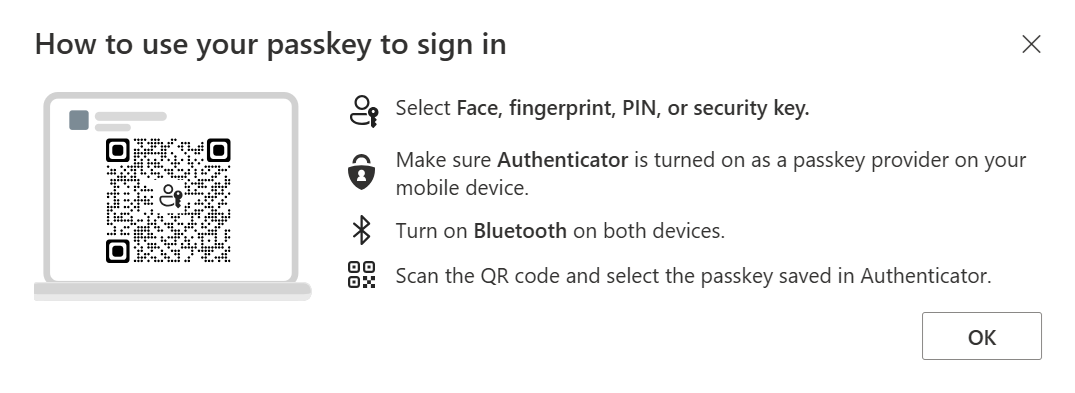 How to use your passkey to sign in
Select Face, fingerprint, PIN, or security key.
Make sure Authenticator is turned on as a passkey provider on your
mobile device.
Turn on Bluetooth on both devices.
Scan the QR code and select the passkey saved in Authenticator.
OK